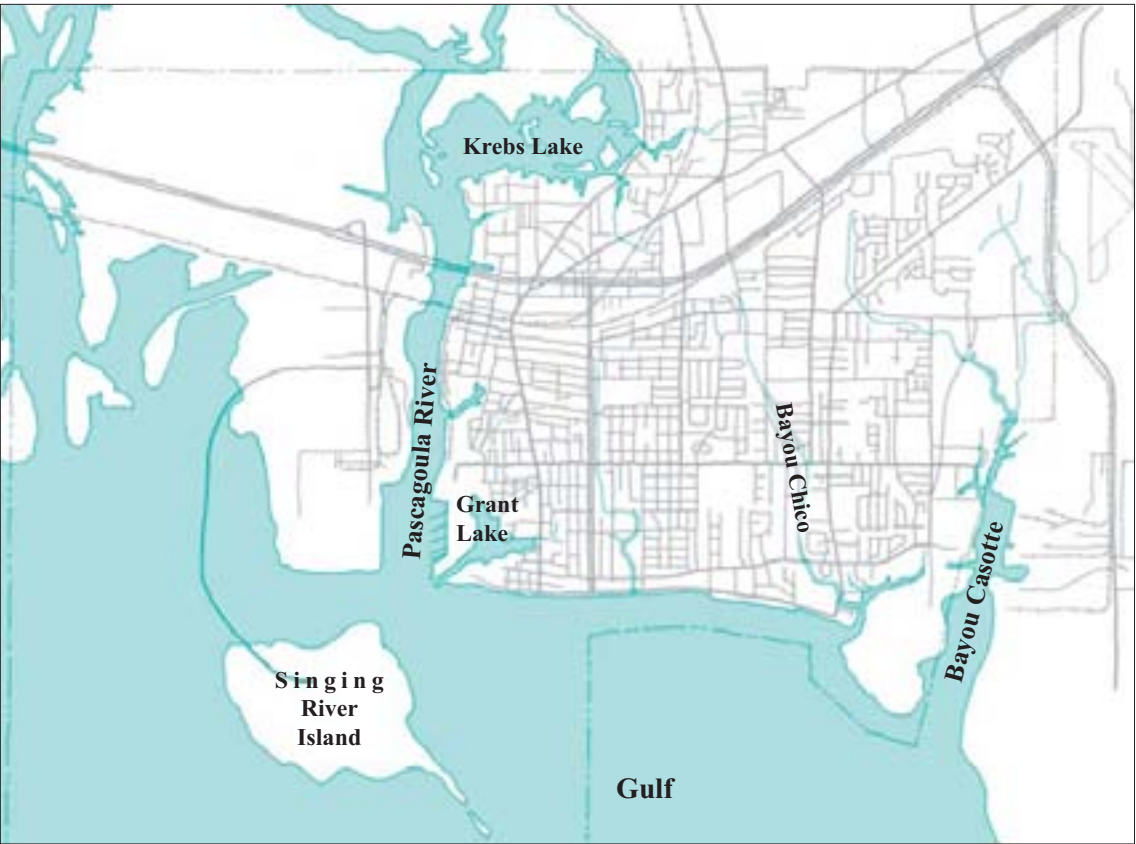 Krebs Lake
Pascagoula River
Grant
Lake
Bayou Chico
Bayou Casotte
Singing
River
Island
Gulf